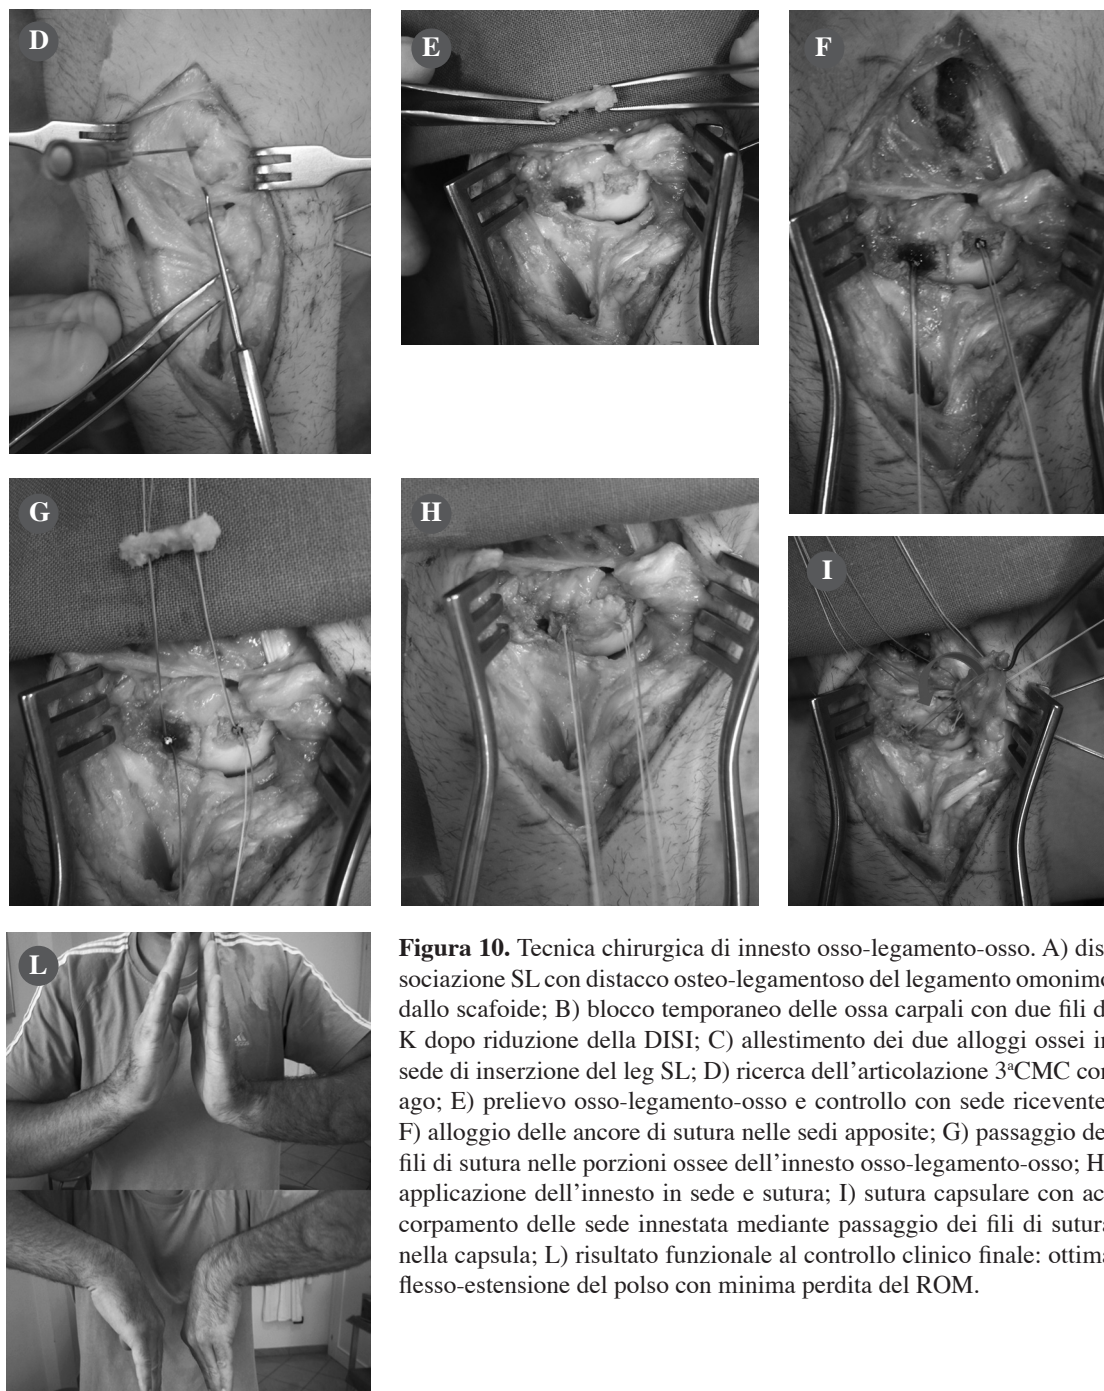 D
E
F
G
H
I
L
adidas
Figura 10. Tecnica chirurgica di innesto osso-legamento-osso. A) dis-
sociazione SL con distacco osteo-legamentoso del legamento omonimo
dallo scafoide; B) blocco temporaneo delle ossa carpali con due fili d
K dopo riduzione della DISI; C) allestimento dei due alloggi ossei in
sede di inserzione del leg SL; D) ricerca dell'articolazione 3ªCMC con
ago; E) prelievo osso-legamento-osso e controllo con sede ricevente
F) alloggio delle ancore di sutura nelle sedi apposite; G) passaggio de
fili di sutura nelle porzioni ossee dell'innesto osso-legamento-osso; H
applicazione dell'innesto in sede e sutura; I) sutura capsulare con ac
corpamento delle sede innestata mediante passaggio dei fili di sutura
nella capsula; L) risultato funzionale al controllo clinico finale: ottima
flesso-estensione del polso con minima perdita del ROM.